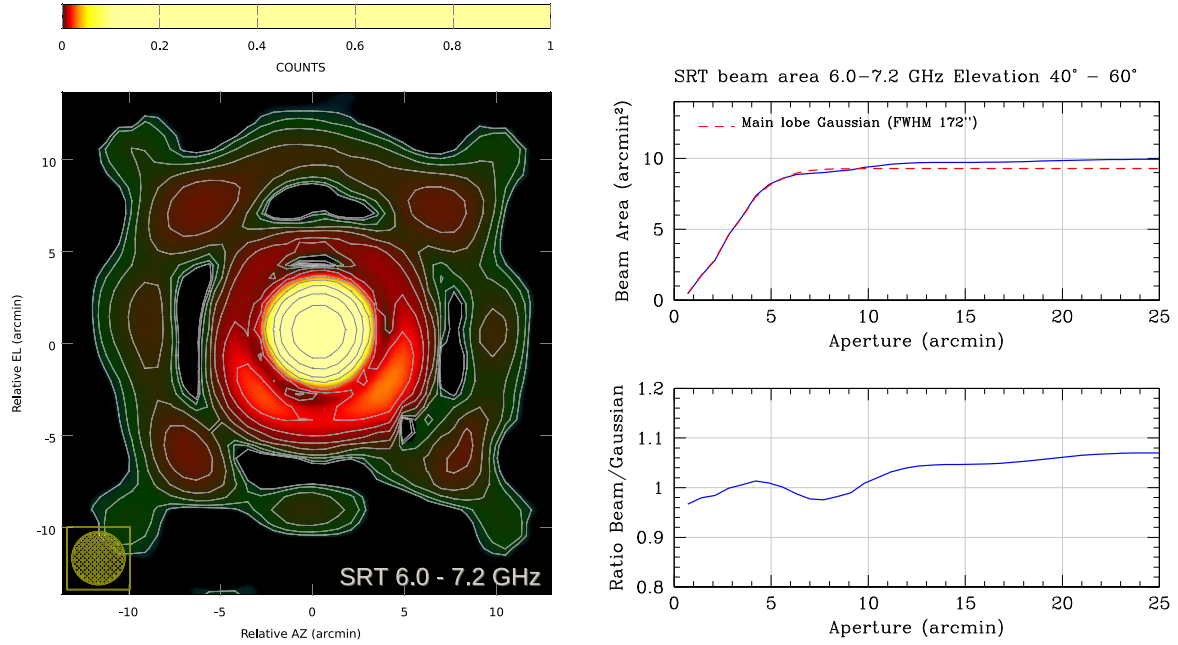 0 0.2 0.4 0.6 0.8 1
COUNTS
10
5
0
-5
-10
Relative EL (arcmin)
SRT 6.0 - 7.2 GHz
-10 -5 0 5 10
Relative AZ (arcmin)
SRT beam area 6.0−7.2 GHz Elevation 40° − 60°
Main lobe Gaussian (FWHM 172")
10
5
0
Beam Area (arcmin²)
0 5 10 15 20 25
Aperture (arcmin)
1.2
1.1
1
0.9
0.8
Ratio Beam/Gaussian
0 5 10 15 20 25
Aperture (arcmin)